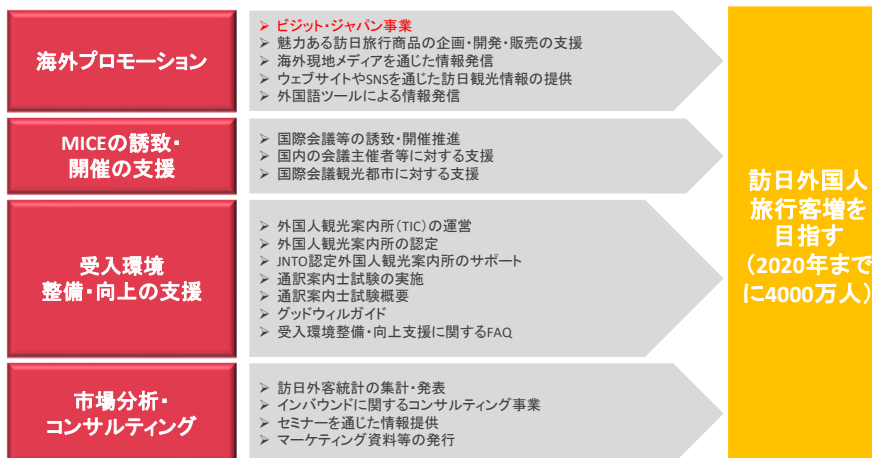 海外プロモーション
➢ ビジット・ジャパン事業
➢ 魅力ある訪日旅行商品の企画・開発・販売の支援
➢ 海外現地メディアを通じた情報発信
➢ ウェブサイトやSNSを通じた訪日観光情報の提供
➢ 外国語ツールによる情報発信
MICEの誘致・
開催の支援
➢ 国際会議等の誘致・開催推進
➢ 国内の会議主催者等に対する支援
➢ 国際会議観光都市に対する支援
受入環境
整備・向上の支援
➢ 外国人観光案内所（TIC）の運営
➢ 外国人観光案内所の認定
➢ JNTO認定外国人観光案内所のサポート
➢ 通訳案内士試験の実施
➢ 通訳案内士試験概要
➢ グッドウィルガイド
➢ 受入環境整備・向上支援に関するFAQ
市場分析・
コンサルティング
➢ 訪日外客統計の集計・発表
➢ インバウンドに関するコンサルティング事業
➢ セミナーを通じた情報提供
➢ マーケティング資料等の発行
訪日外国人
旅行客増を
目指す
（2020年まで
に4000万人）